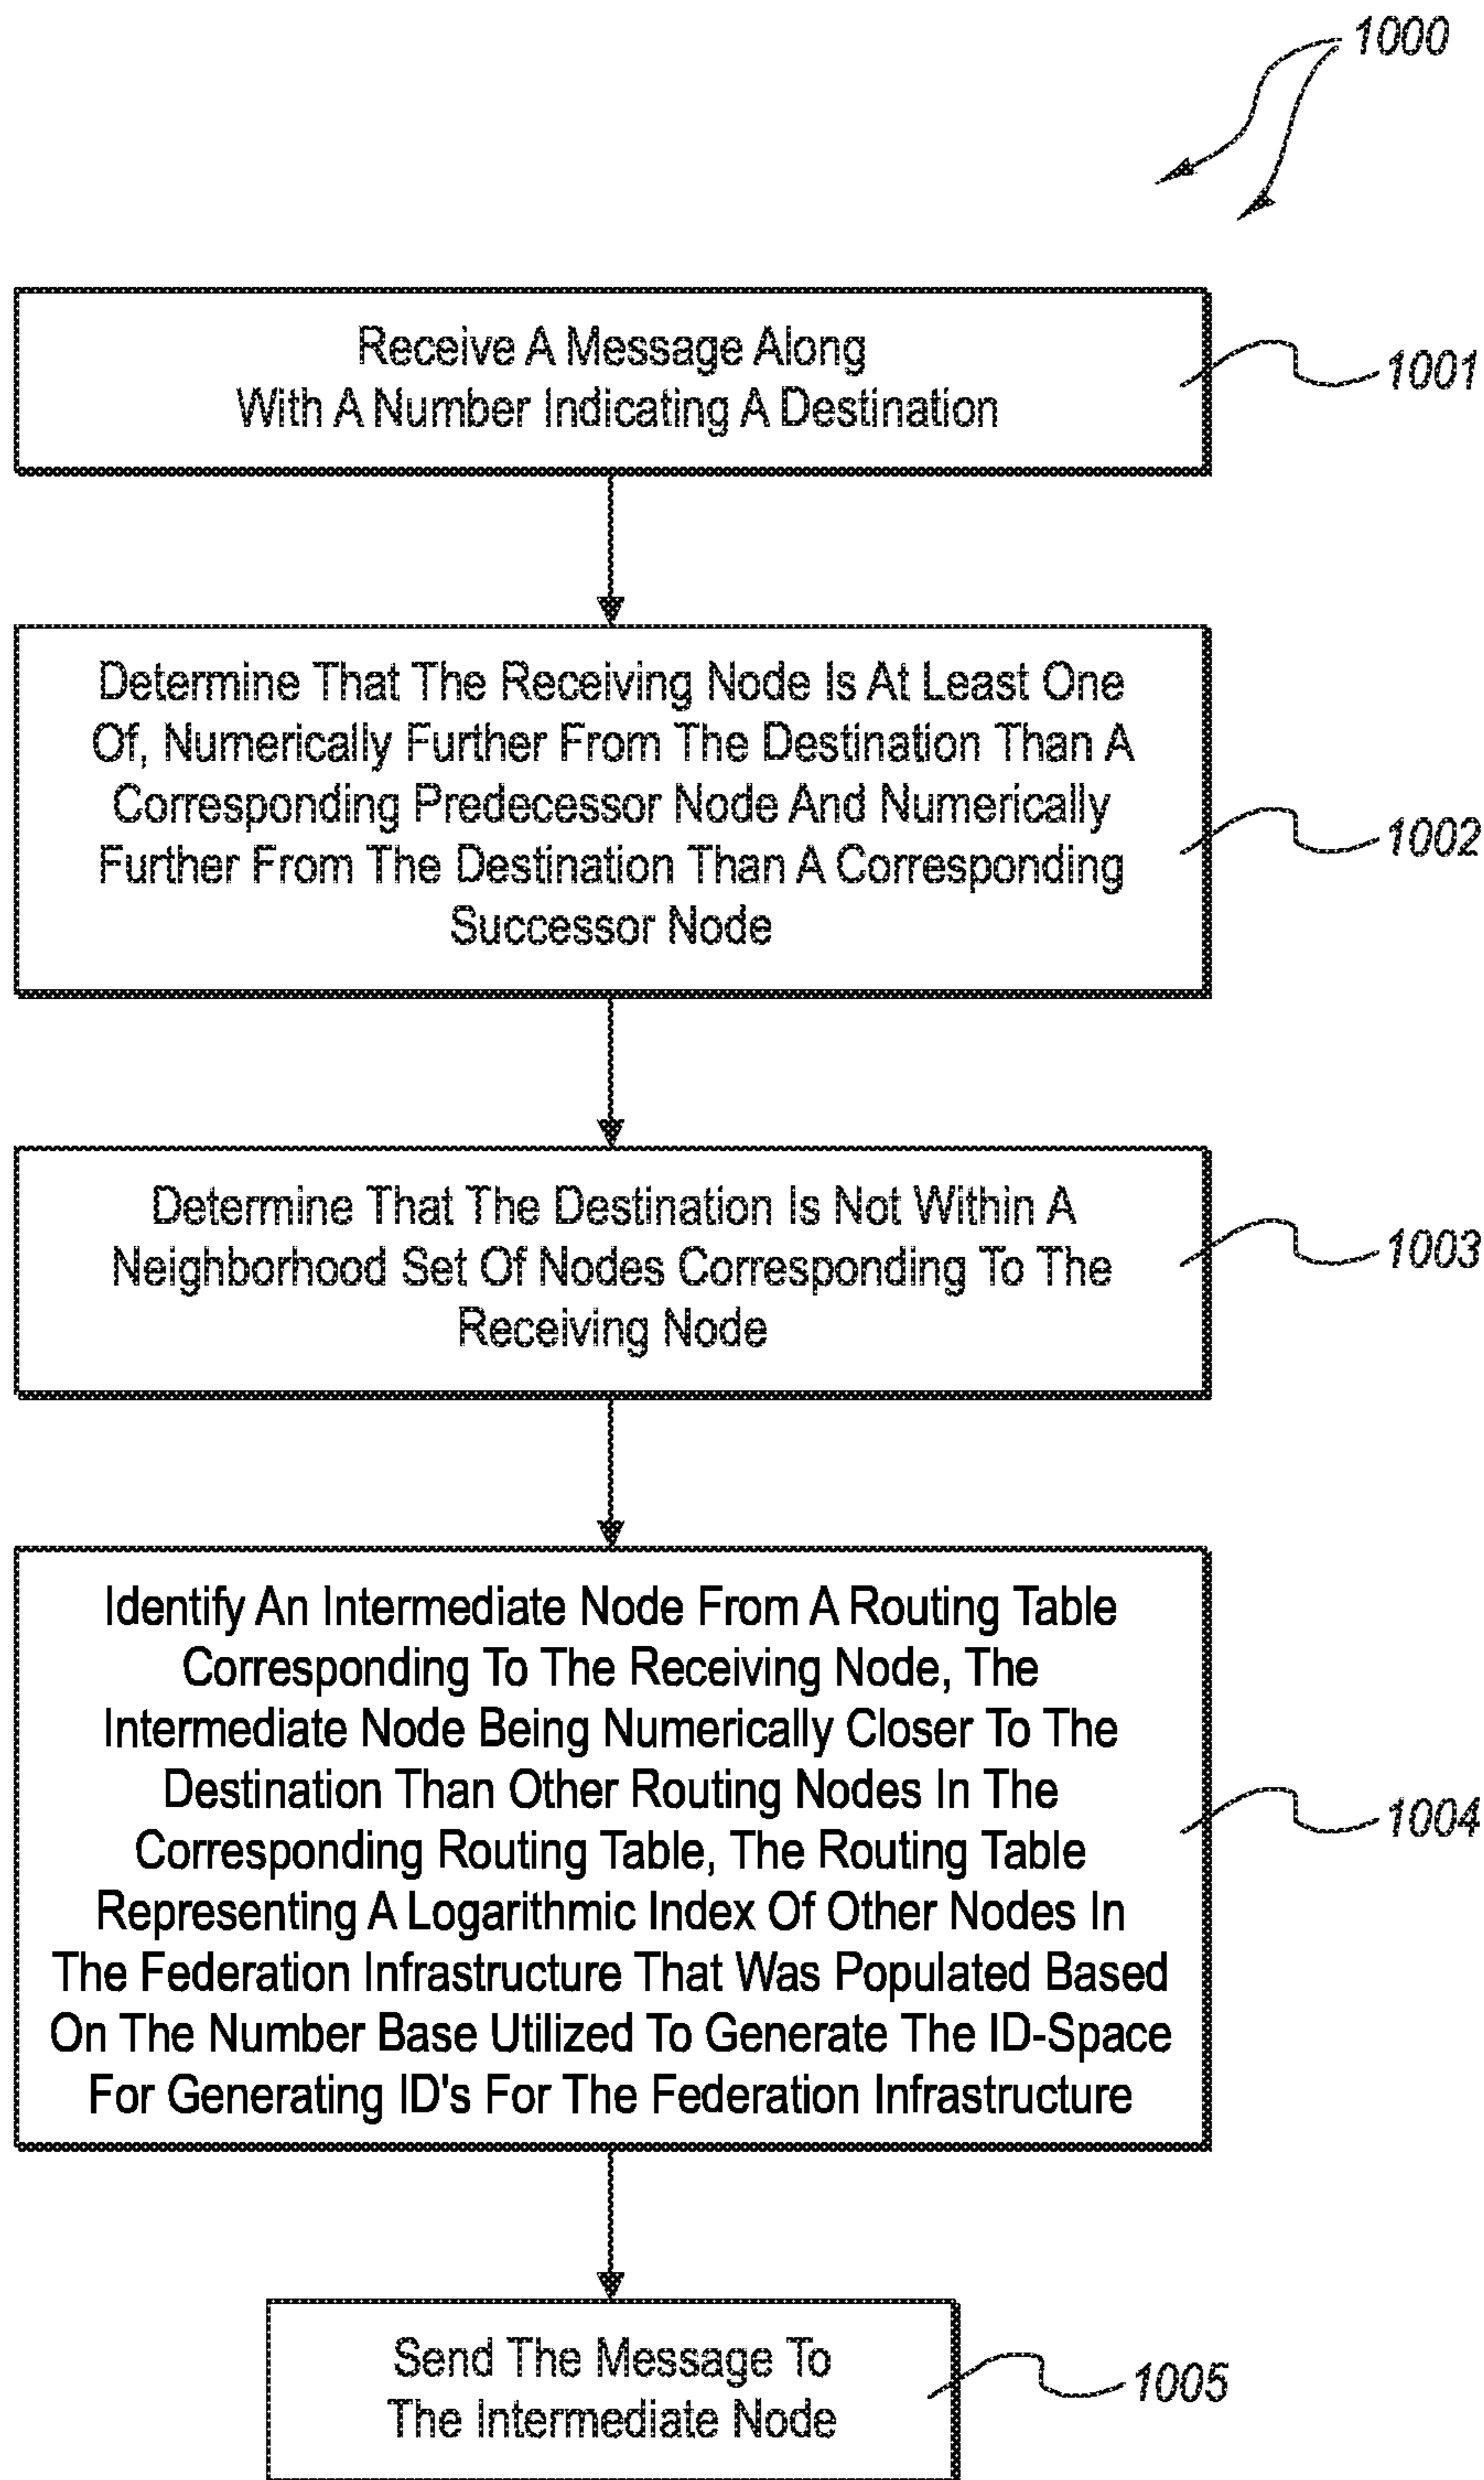 1000
Receive A Message Along
With A Number Indicating A Destination
1001
Determine That The Receiving Node Is At Least One
Of, Numerically Further From The Destination Than A
Corresponding Predecessor Node And Numerically
Further From The Destination Than A Corresponding
Successor Node
1002
Determine That The Destination Is Not Within A
Neighborhood Set Of Nodes Corresponding To The
Receiving Node
1003
Identify An Intermediate Node From A Routing Table
Corresponding To The Receiving Node, The
Intermediate Node Being Numerically Closer To The
Destination Than Other Routing Nodes In The
Corresponding Routing Table, The Routing Table
Representing A Logarithmic Index Of Other Nodes In
The Federation Infrastructure That Was Populated Based
On The Number Base Utilized To Generate The ID-Space
For Generating ID's For The Federation Infrastructure
1004
Send The Message To
The Intermediate Node
1005